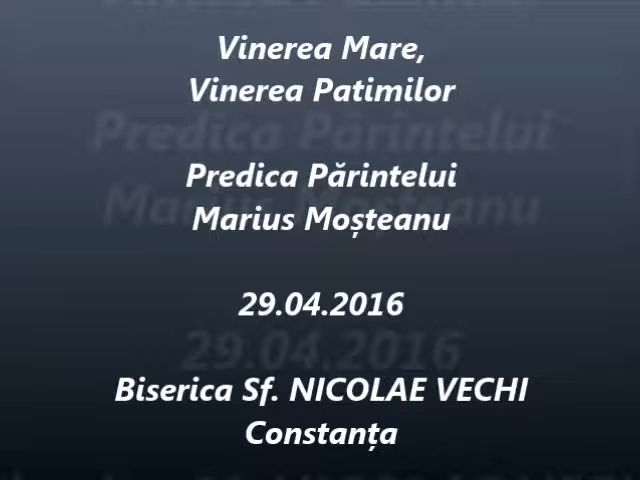 Vinerea Mare,
Vinerea Patimilor
Predica Părintelui
Marius Moșteanu
29.04.2016
Biserica Sf. NICOLAE VECHI
Constanța